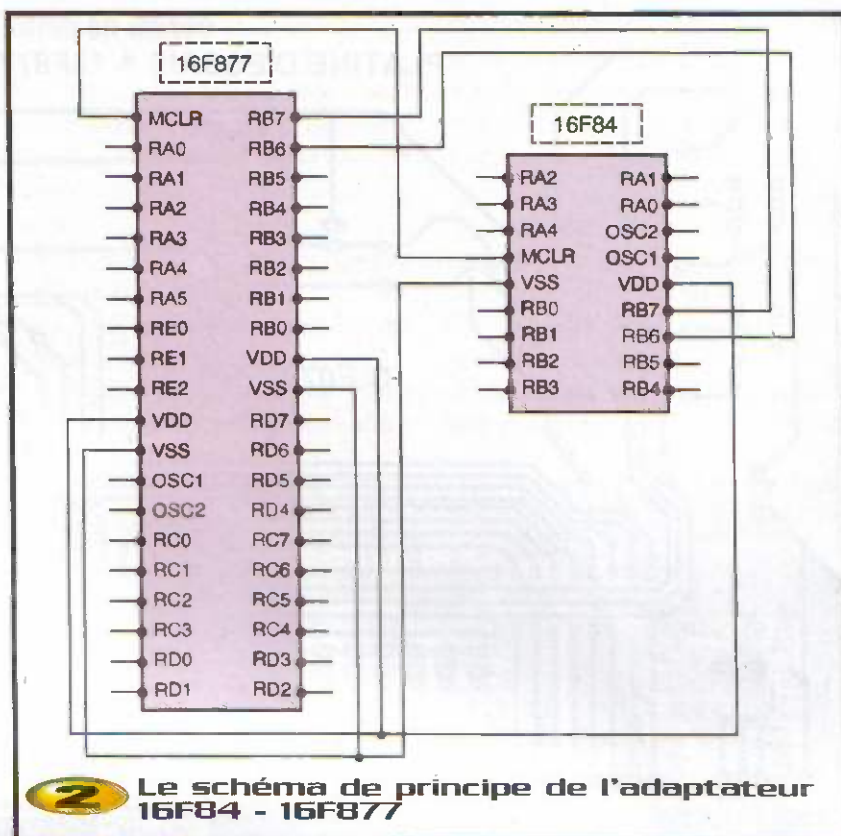 16F877
MCLR RB7
RA0 RB6
RA1 RB5
RA2 RB4
RA3 RB3
RA4 RB2
RA5 RB1
RE0 RB0
RE1 VDD
RE2 VSS
VDD RD7
VSS RD6
OSC1 RD5
OSC2 RD4
RC0 RC7
RC1 RC6
RC2 RC5
RC3 RC4
RD0 RD3
RD1 RD2
16F84
RA2 RA1
RA3 RA0
RA4 OSC2
MCLR OSC1
VSS VDD
RB0 RB7
RB1 RB6
RB2 RB5
RB3 RB4
2 Le schéma de principe de l'adaptateur
16F84 - 16F877